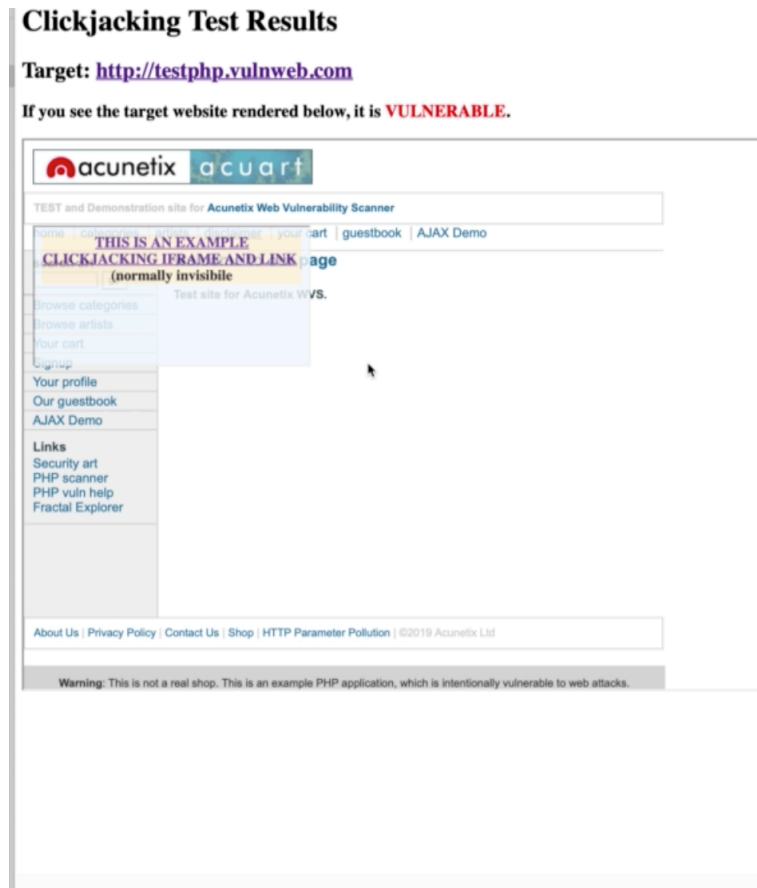 Clickjacking Test Results
Target: http://testphp.vulnweb.com
If you see the target website rendered below, it is VULNERABLE.
acunetix acuart
TEST and Demonstration site for Acunetix Web Vulnerability Scanner
home | categories | artists | disclaimer | your cart | guestbook | AJAX Demo
THIS IS AN EXAMPLE
CLICKJACKING IFRAME AND LINK page
(normally invisibile
Test site for Acunetix WVS.
Browse categories
Browse artists
Your cart
Signup
Your profile
Our guestbook
AJAX Demo
Links
Security art
PHP scanner
PHP vuln help
Fractal Explorer
About Us | Privacy Policy | Contact Us | Shop | HTTP Parameter Pollution | ©2019 Acunetix Ltd
Warning: This is not a real shop. This is an example PHP application, which is intentionally vulnerable to web attacks.